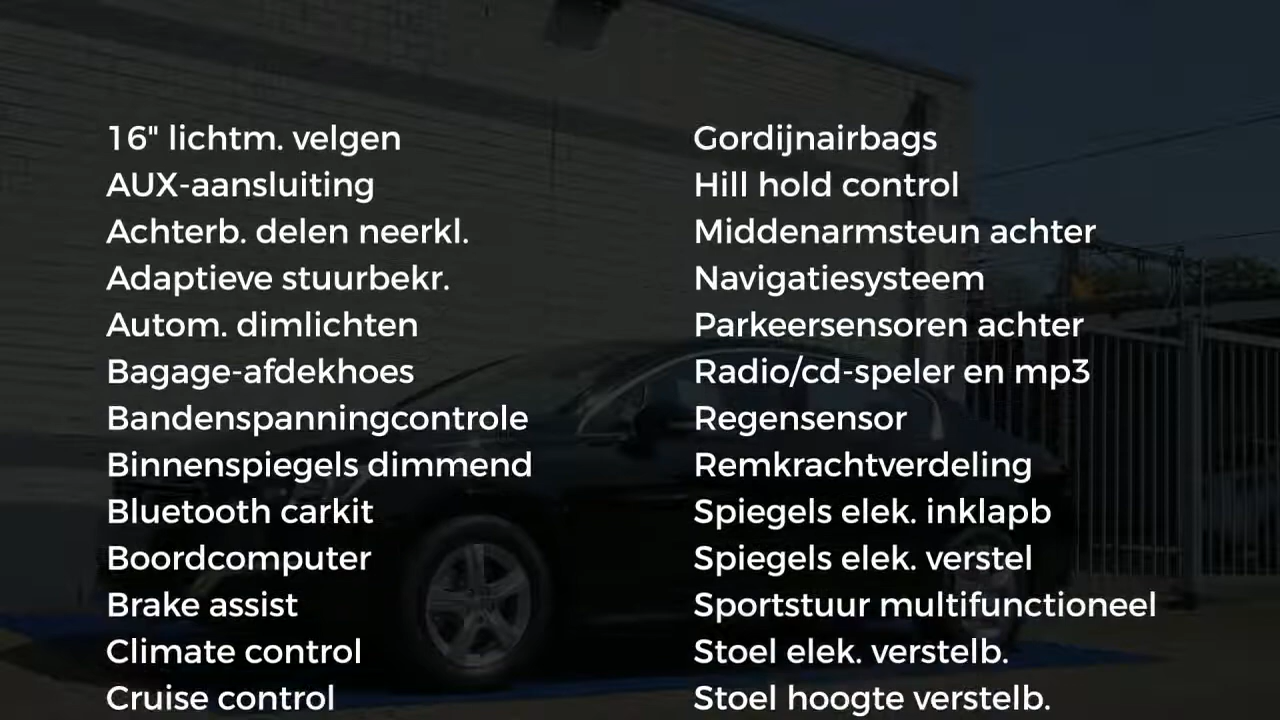 16" lichtm. velgen
AUX-aansluiting
Achterb. delen neerkl.
Adaptieve stuurbekr.
Autom. dimlichten
Bagage-afdekhoes
Bandenspanningcontrole
Binnenspiegels dimmend
Bluetooth carkit
Boordcomputer
Brake assist
Climate control
Cruise control
Gordijnairbags
Hill hold control
Middenarmsteun achter
Navigatiesysteem
Parkeersensoren achter
Radio/cd-speler en mp3
Regensensor
Remkrachtverdeling
Spiegels elek. inklapb
Spiegels elek. verstel
Sportstuur multifunctioneel
Stoel elek. verstelb.
Stoel hoogte verstelb.